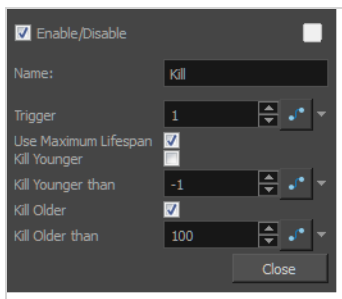 Enable/Disable
Name: Kill
Trigger 1
Use Maximum Lifespan
Kill Younger
Kill Younger than -1
Kill Older
Kill Older than 100
Close